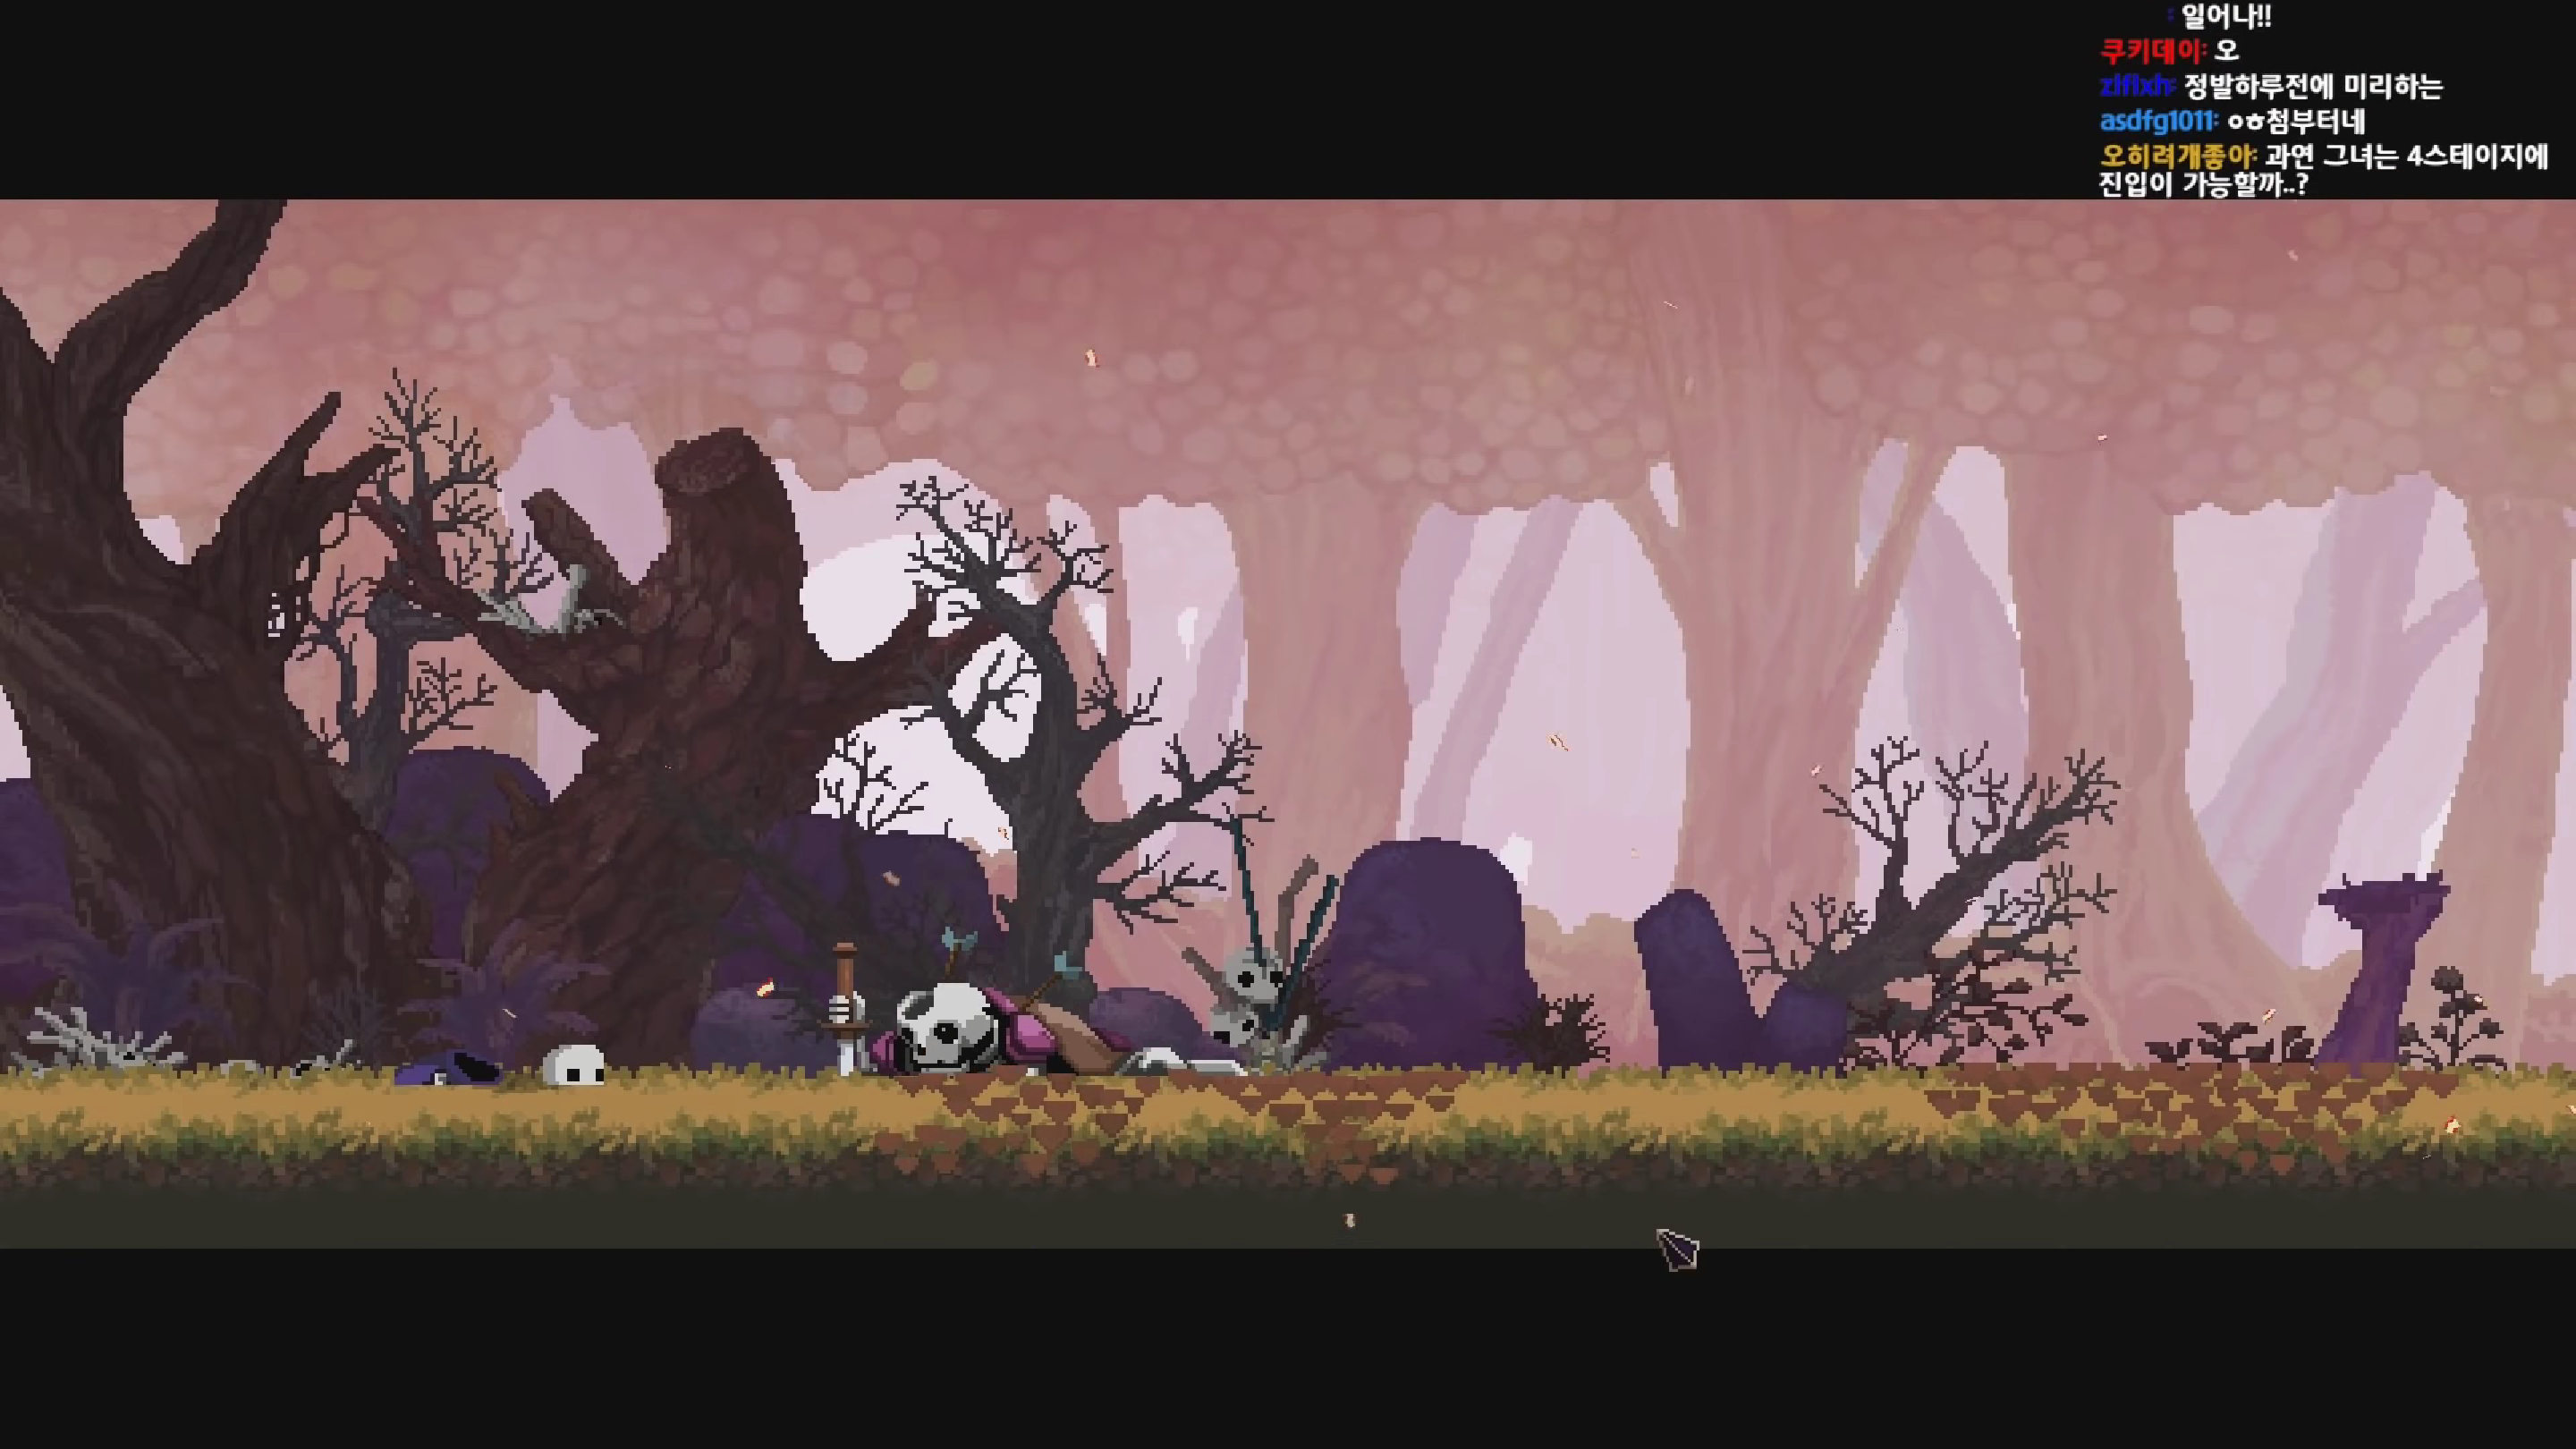 : 일어나!!
쿠키데이: 오
zlflxh: 정발하루전에 미리하는
asdfg1011: ㅇㅎ첨부터네
오히려개좋아: 과연 그녀는 4스테이지에
진입이 가능할까..?